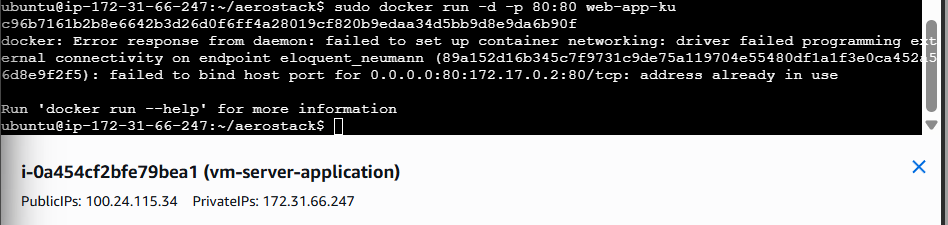 ubuntu@ip-172-31-66-247:~/aerostack$ sudo docker run -d -p 80:80 web-app-ku
c96b7161b2b8e6642b3d26d0f6ff4a28019cf820b9edaa34d5bb9d8e9da6b90f
docker: Error response from daemon: failed to set up container networking: driver failed programming ext
ernal connectivity on endpoint eloquent_neumann (89a152d16b345c7f9731c9de75a119704e55480df1a1f3e0ca452a5
6d8e9f2f5): failed to bind host port for 0.0.0.0:80:172.17.0.2:80/tcp: address already in use
Run 'docker run --help' for more information
ubuntu@ip-172-31-66-247:~/aerostack$
i-0a454cf2bfe79bea1 (vm-server-application)
PublicIPs: 100.24.115.34 PrivateIPs: 172.31.66.247